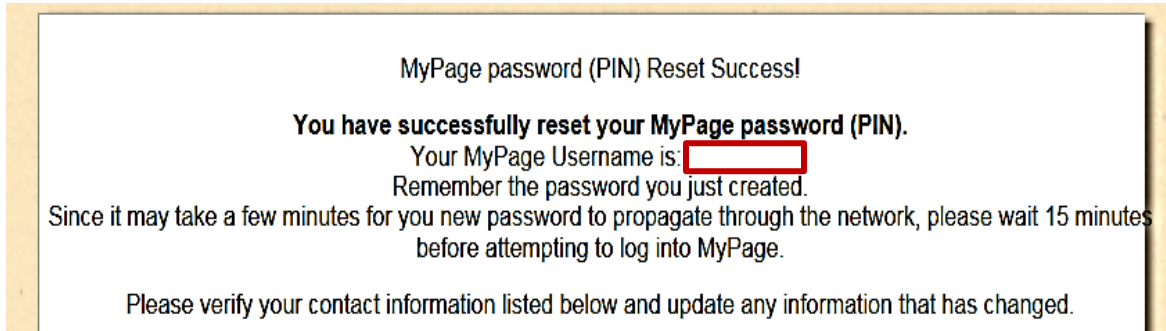 MyPage password (PIN) Reset Success!
You have successfully reset your MyPage password (PIN).
Your MyPage Username is:
Remember the password you just created.
Since it may take a few minutes for you new password to propagate through the network, please wait 15 minutes
before attempting to log into MyPage.
Please verify your contact information listed below and update any information that has changed.